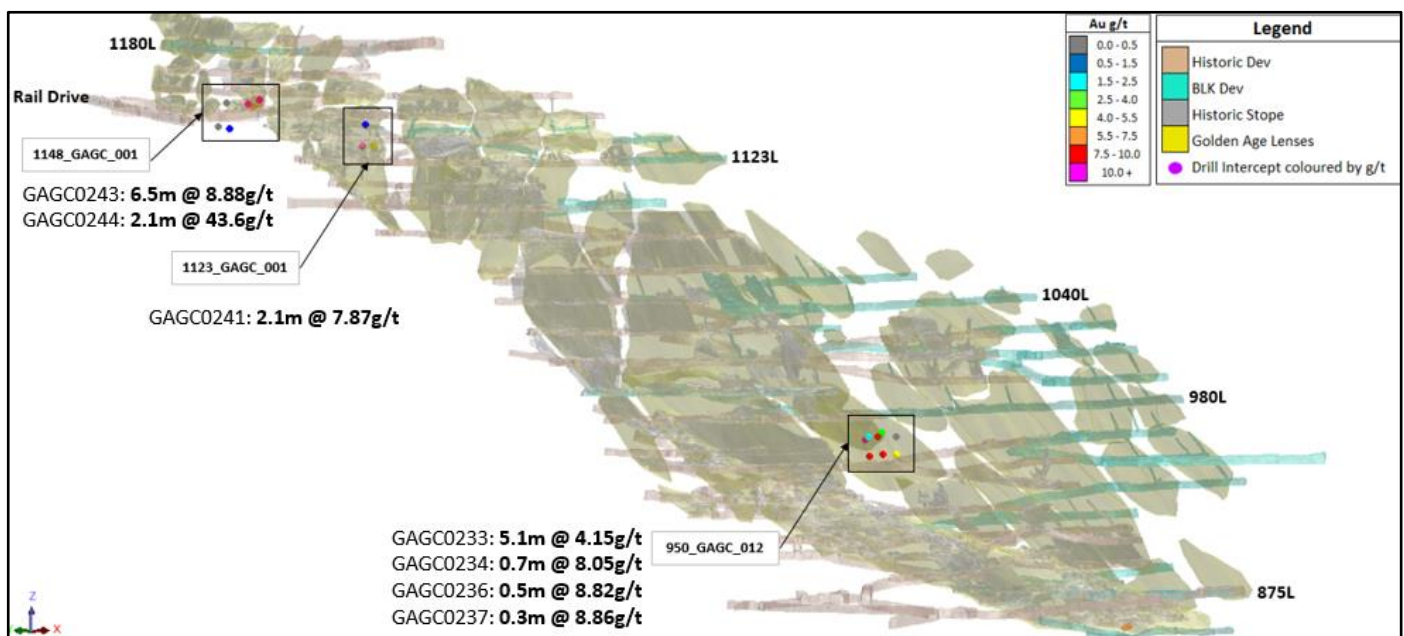 1180L
Rail Drive
1148_GAGC_001
GAGC0243: 6.5m @ 8.88g/t
GAGC0244: 2.1m @ 43.6g/t
1123_GAGC_001
GAGC0241: 2.1m @ 7.87g/t
1123L
1040L
980L
GAGC0233: 5.1m @ 4.15g/t
GAGC0234: 0.7m @ 8.05g/t
GAGC0236: 0.5m @ 8.82g/t
GAGC0237: 0.3m @ 8.86g/t
950_GAGC_012
875L
Au g/t
0.0 - 0.5
0.5 - 1.5
1.5 - 2.5
2.5 - 4.0
4.0 - 5.5
5.5 - 7.5
7.5 - 10.0
10.0 +
Legend
Historic Dev
BLK Dev
Historic Stope
Golden Age Lenses
Drill Intercept coloured by g/t
Z
X